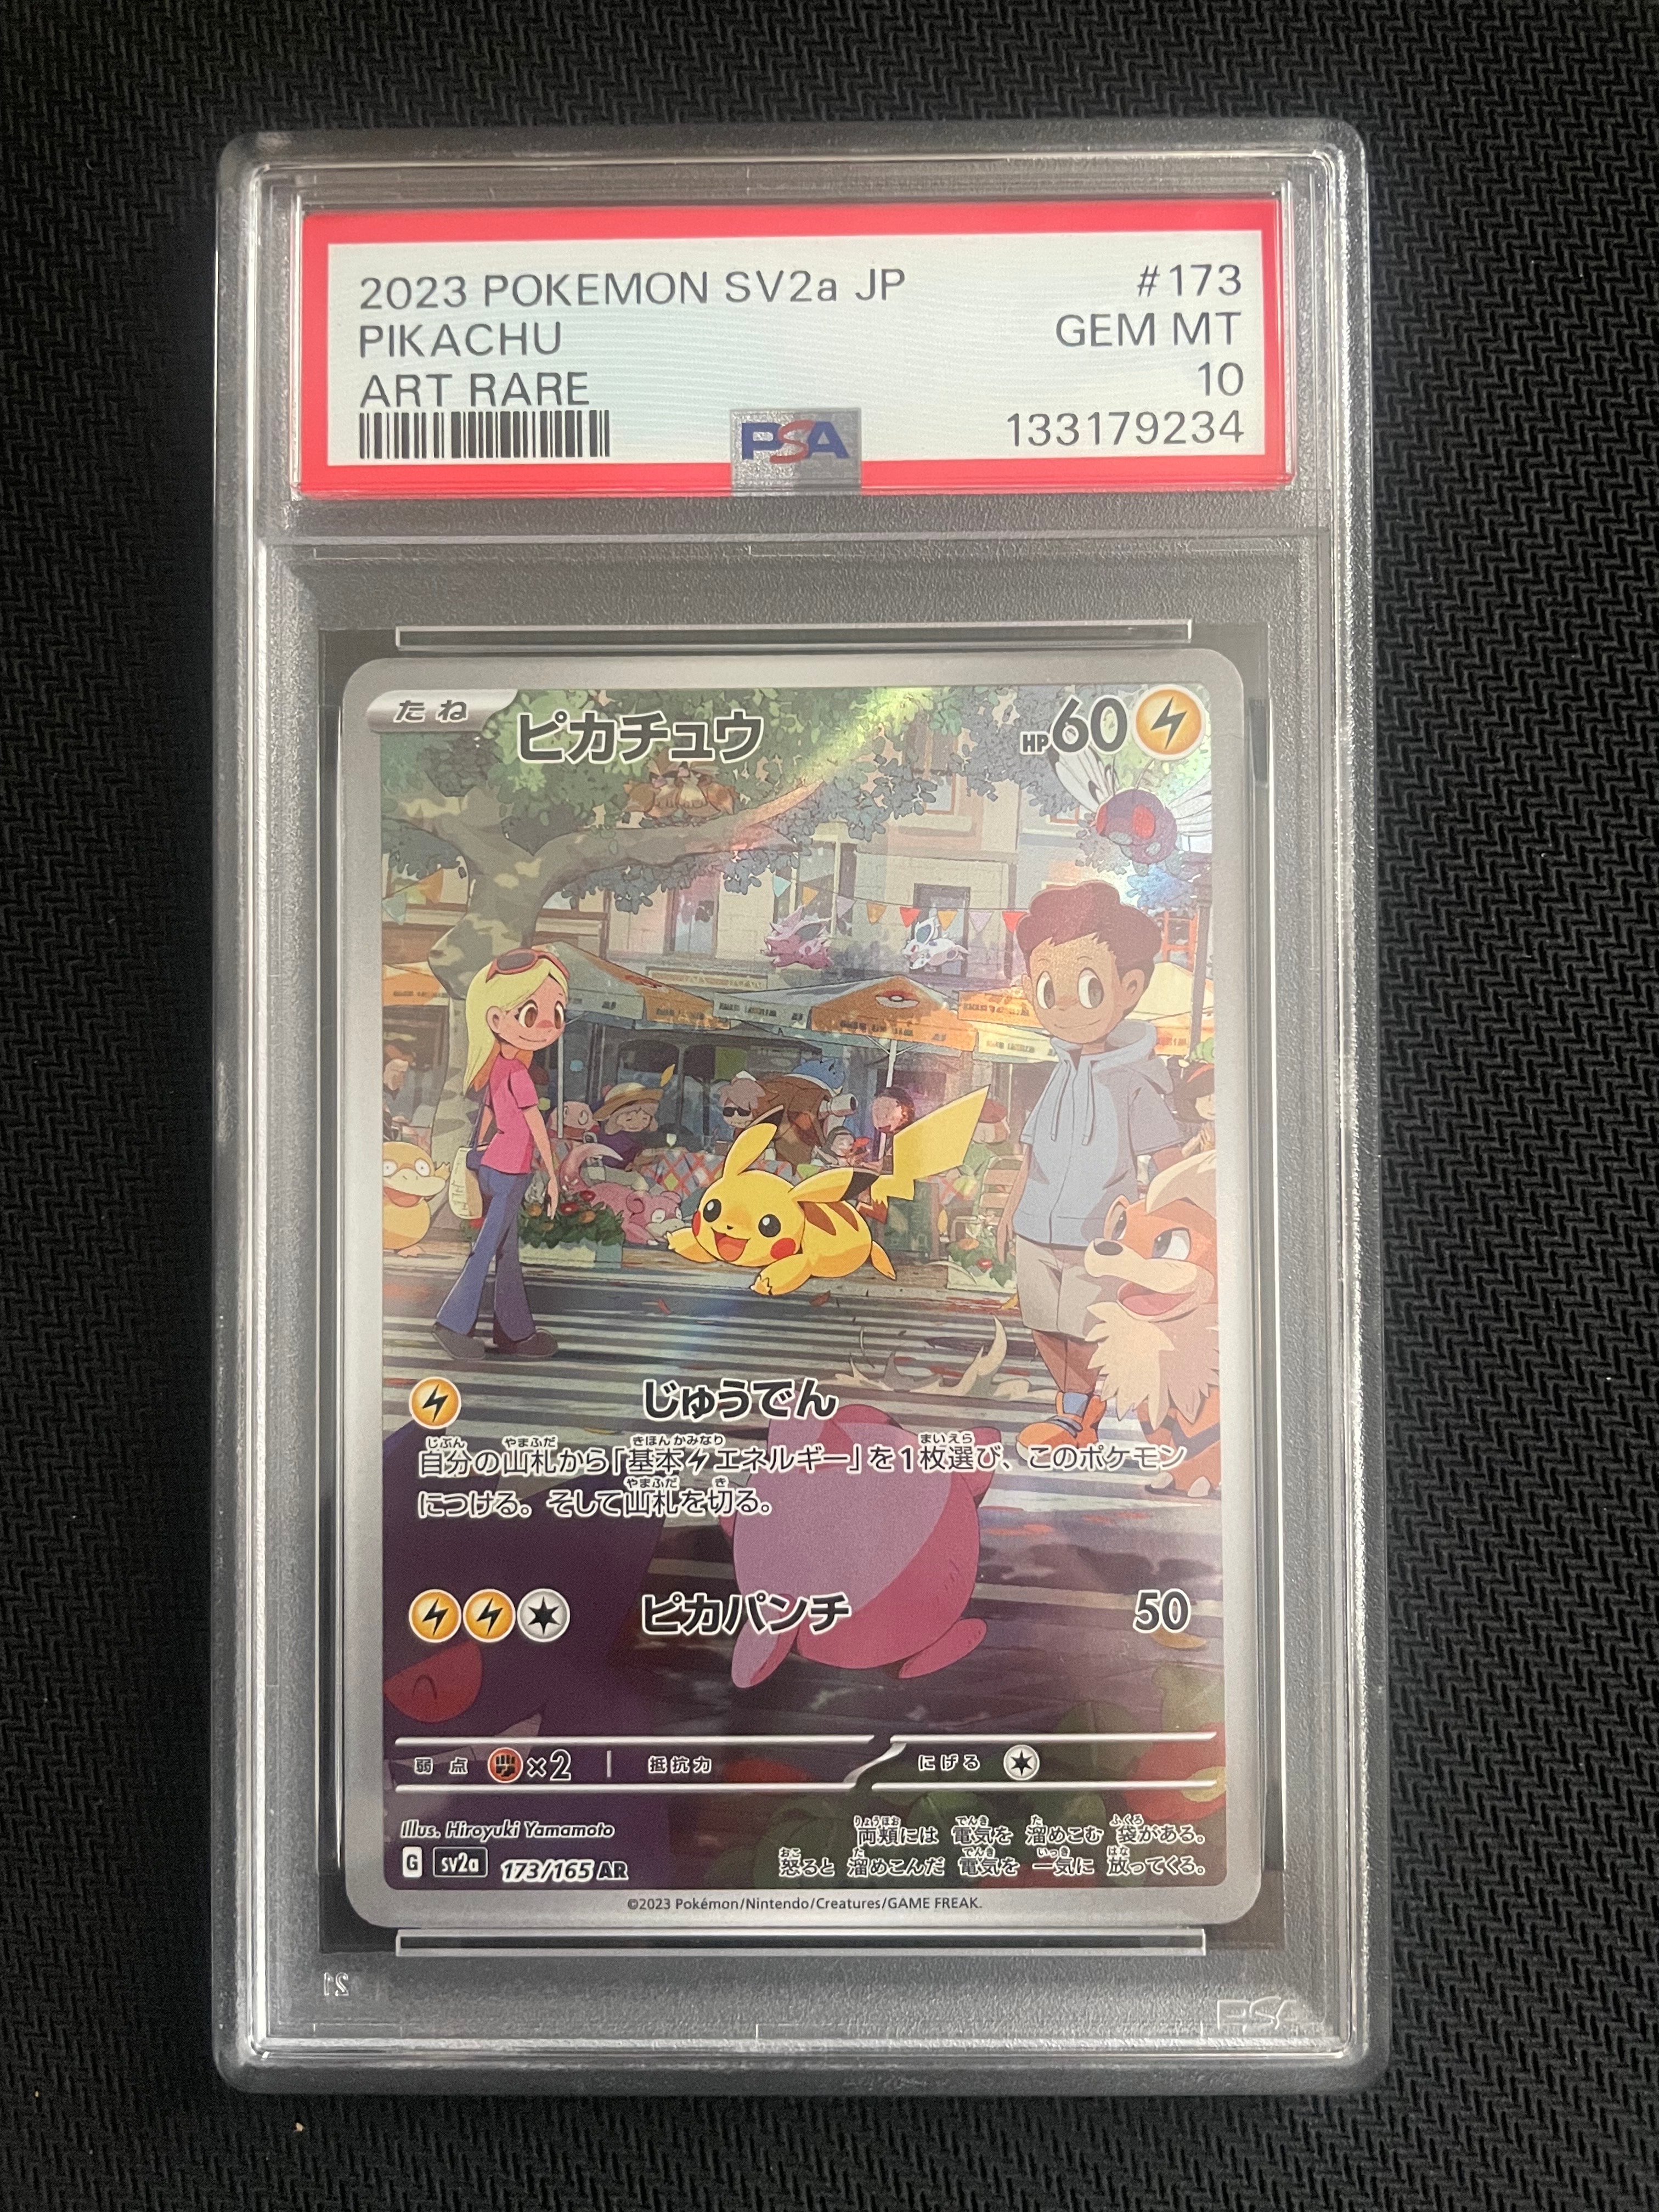 2023 POKEMON SV2a JP #173
PIKACHU GEM MT
ART RARE 10
PSA 133179234
たね ピカチュウ HP60
じゅうでん
自分の山札から「基本エネルギー」を1枚選び、このポケモン
につける。そして山札を切る。
ピカパンチ 50
弱点 ×2 抵抗力 にげる
Illus. Hiroyuki Yamamoto
両頬には 電気を 溜めこむ 袋がある。
怒ると 溜めこんだ 電気を 一気に 放ってくる。
G sv2a 173/165 AR
©2023 Pokémon/Nintendo/Creatures/GAME FREAK.
21
PSA